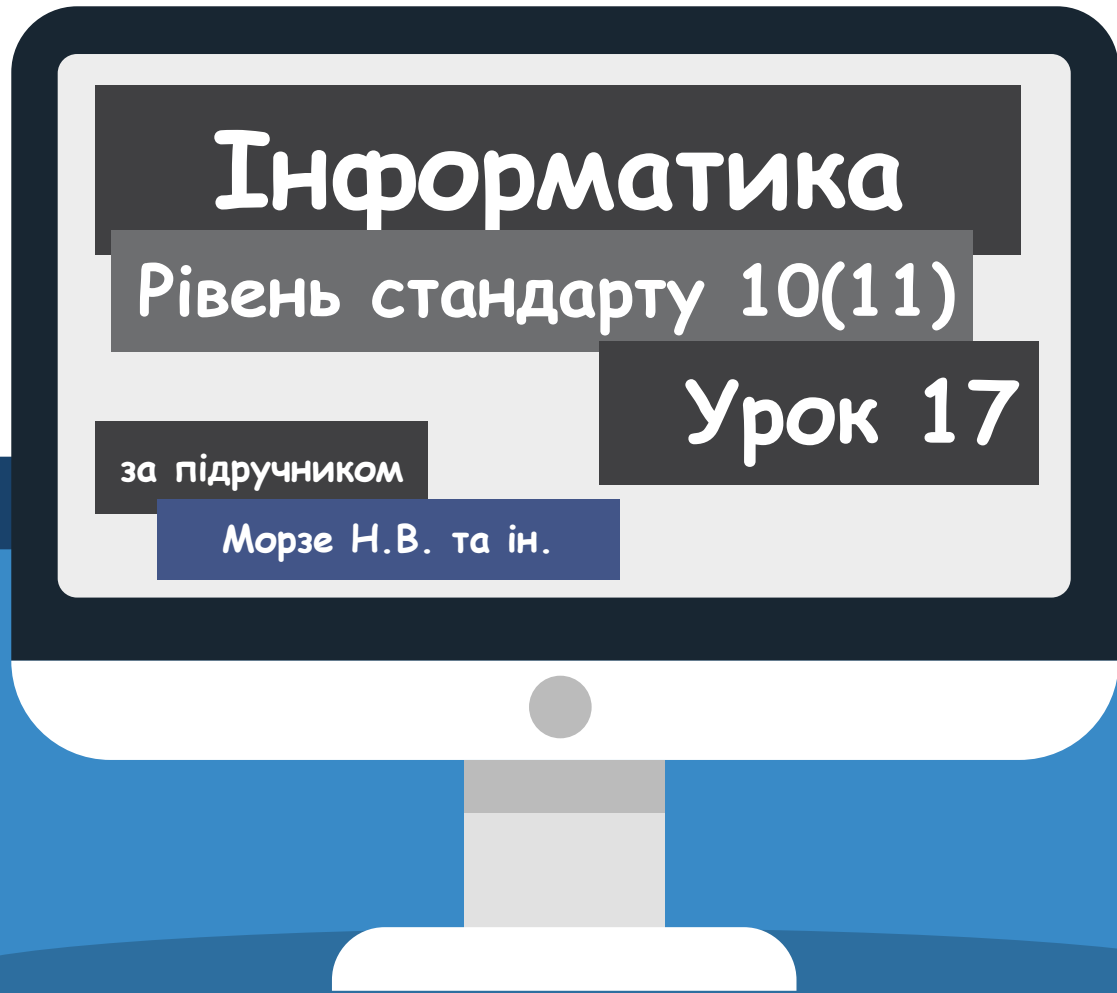 Інформатика
Рівень стандарту 10(11)
Урок 17
за підручником
Морзе Н.В. та ін.